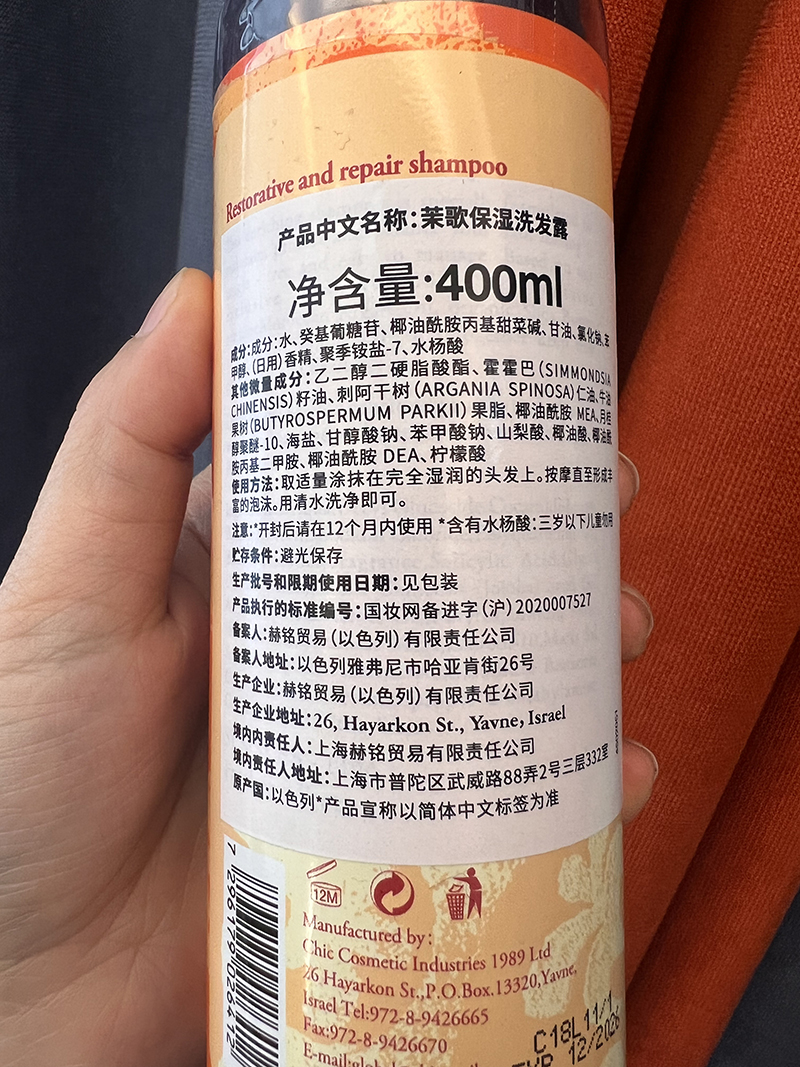 Restorative and repair shampoo
产品中文名称：茉歌保湿洗发露
净含量:400ml
成分：成分：水、癸基葡糖苷、椰油酰胺丙基甜菜碱、甘油、氯化钠、苯
甲醇、（日用）香精、聚季铵盐-7、水杨酸
其他微量成分：乙二醇二硬脂酸酯、霍霍巴（SIMMONDSIA
CHINENSIS）籽油、刺阿干树（ARGANIA SPINOSA）仁油、牛油
果树（BUTYROSPERMUM PARKII）果脂、椰油酰胺 MEA、月桂
醇聚醚-10、海盐、甘醇酸钠、苯甲酸钠、山梨酸、椰油酸、椰油酰
胺丙基二甲胺、椰油酰胺 DEA、柠檬酸
使用方法：取适量涂抹在完全湿润的头发上。按摩直至形成丰
富的泡沫。用清水洗净即可。
注意：*开封后请在12个月内使用 *含有水杨酸：三岁以下儿童勿用
贮存条件：避光保存
生产批号和限期使用日期：见包装
产品执行的标准编号：国妆网备进字（沪）2020007527
备案人：赫铭贸易（以色列）有限责任公司
备案人地址：以色列雅弗尼市哈亚肯街26号
生产企业：赫铭贸易（以色列）有限责任公司
生产企业地址：26, Hayarkon St., Yavne, Israel
境内内责任人：上海赫铭贸易有限责任公司
境内责任人地址：上海市普陀区武威路88弄2号三层332室
原产国：以色列*产品宣称以简体中文标签为准
12M
7 296179 026412
Manufactured by:
Chic Cosmetic Industries 1989 Ltd
26 Hayarkon St.,P.O.Box.13320,Yavne,
Israel Tel:972-8-9426665
Fax:972-8-9426670
C18L11/1
E-mail:
EXP 12/2026